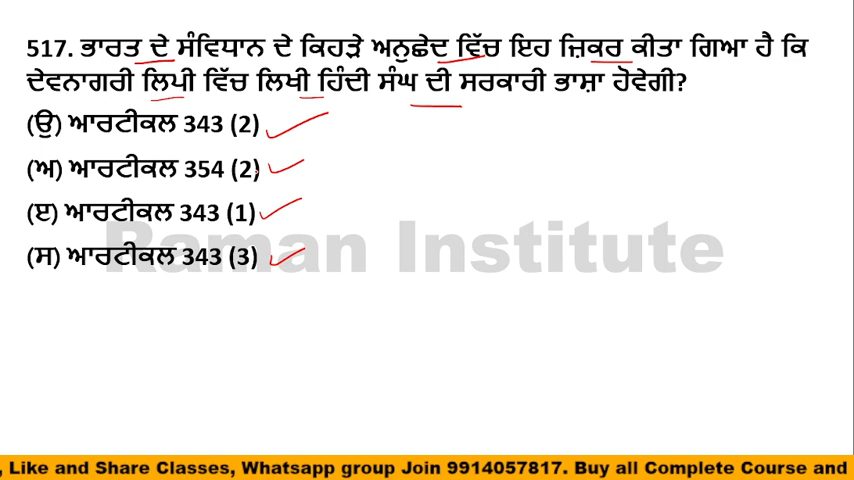 517. ਭਾਰਤ ਦੇ ਸੰਵਿਧਾਨ ਦੇ ਕਿਹੜੇ ਅਨੁਛੇਦ ਵਿੱਚ ਇਹ ਜ਼ਿਕਰ ਕੀਤਾ ਗਿਆ ਹੈ ਕਿ
ਦੇਵਨਾਗਰੀ ਲਿਪੀ ਵਿੱਚ ਲਿਖੀ ਹਿੰਦੀ ਸੰਘ ਦੀ ਸਰਕਾਰੀ ਭਾਸ਼ਾ ਹੋਵੇਗੀ?
(ਉ) ਆਰਟੀਕਲ 343 (2)
(ਅ) ਆਰਟੀਕਲ 354 (2)
(ੲ) ਆਰਟੀਕਲ 343 (1)
(ਸ) ਆਰਟੀਕਲ 343 (3)
Raman Institute
, Like and Share Classes, Whatsapp group Join 9914057817. Buy all Complete Course and